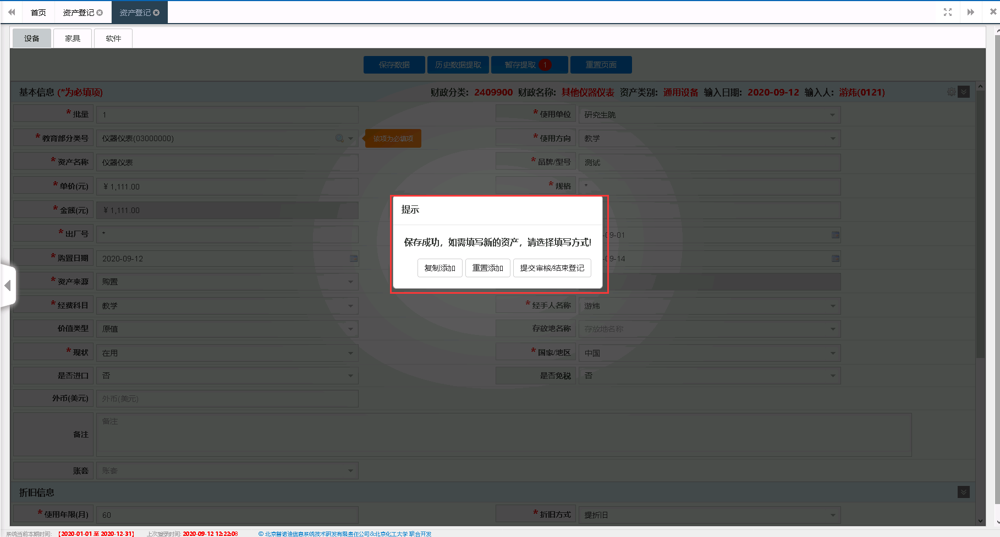 首页 资产登记 资产登记
设备 家具 软件
保存数据 历史数据提取 暂存提取 1 重置页面
基本信息 (*为必填项) 财政分类: 2409900 财政名称: 其他仪器仪表 资产类别: 通用设备 输入日期: 2020-09-12 输入人: 游炜(0121)
* 批量 1 * 使用单位 研究生院
* 教育部分类号 仪器仪表(03000000) 该项为必填项 * 使用方向 教学
* 资产名称 仪器仪表 * 品牌/型号 测试
* 单价(元) ￥1,111.00 * 规格 *
* 金额(元) ￥1,111.00
* 出厂号 * -09-01
* 购置日期 2020-09-12 -09-14
* 资产来源 购置
* 经费科目 教学 * 经手人名称 游炜
价值类型 原值 存放地名称 存放地名称
* 现状 在用 * 国家/地区 中国
是否进口 否 是否免税 否
外币(美元) 外币(美元)
备注 备注
账套 账套
折旧信息
* 使用年限(月) 60 * 折旧方式 提折旧
提示
保存成功，如需填写新的资产，请选择填写方式!
复制添加 重置添加 提交审核/结束登记
系统当前本期时间: 【2020-01-01 至 2020-12-31】 上次登录时间: 2020-09-12 12:22:08 © 北京普诺迪信息系统技术研发有限责任公司&北京化工大学 联合开发